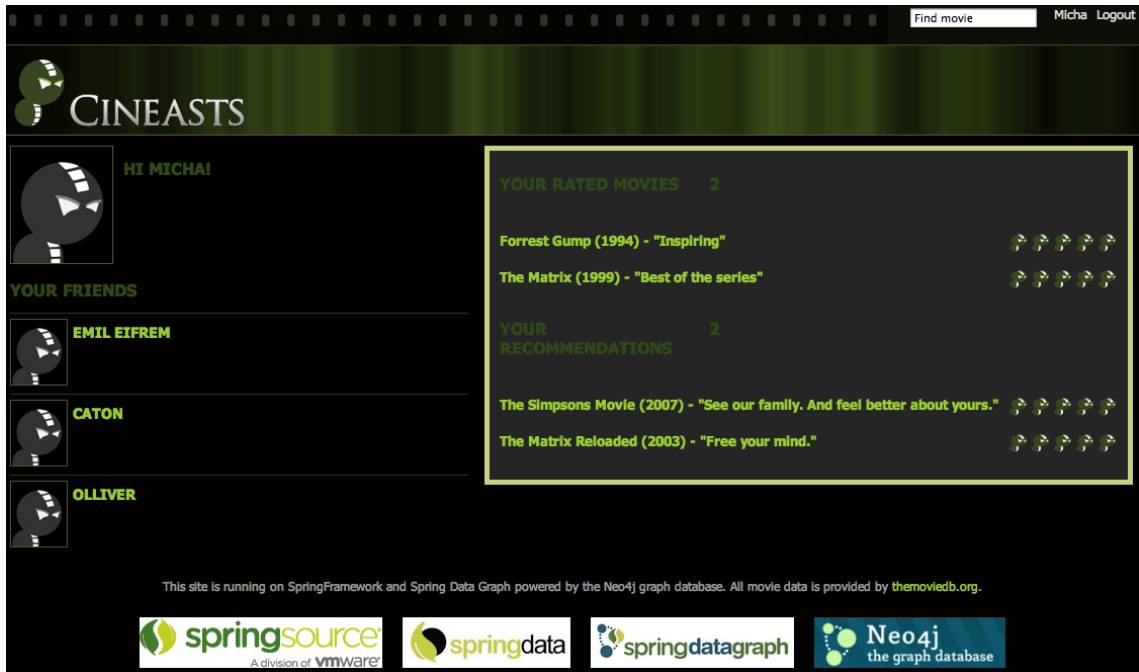 Find movie
Micha Logout
CINEASTS
HI MICHA!
YOUR FRIENDS
EMIL EIFREM
CATON
OLLIVER
YOUR RATED MOVIES 2
Forrest Gump (1994) - "Inspiring"
The Matrix (1999) - "Best of the series"
YOUR 2
RECOMMENDATIONS
The Simpsons Movie (2007) - "See our family. And feel better about yours."
The Matrix Reloaded (2003) - "Free your mind."
This site is running on SpringFramework and Spring Data Graph powered by the Neo4j graph database. All movie data is provided by themoviedb.org.
springsource
A division of vmware
springdata
springdatagraph
Neo4j
the graph database